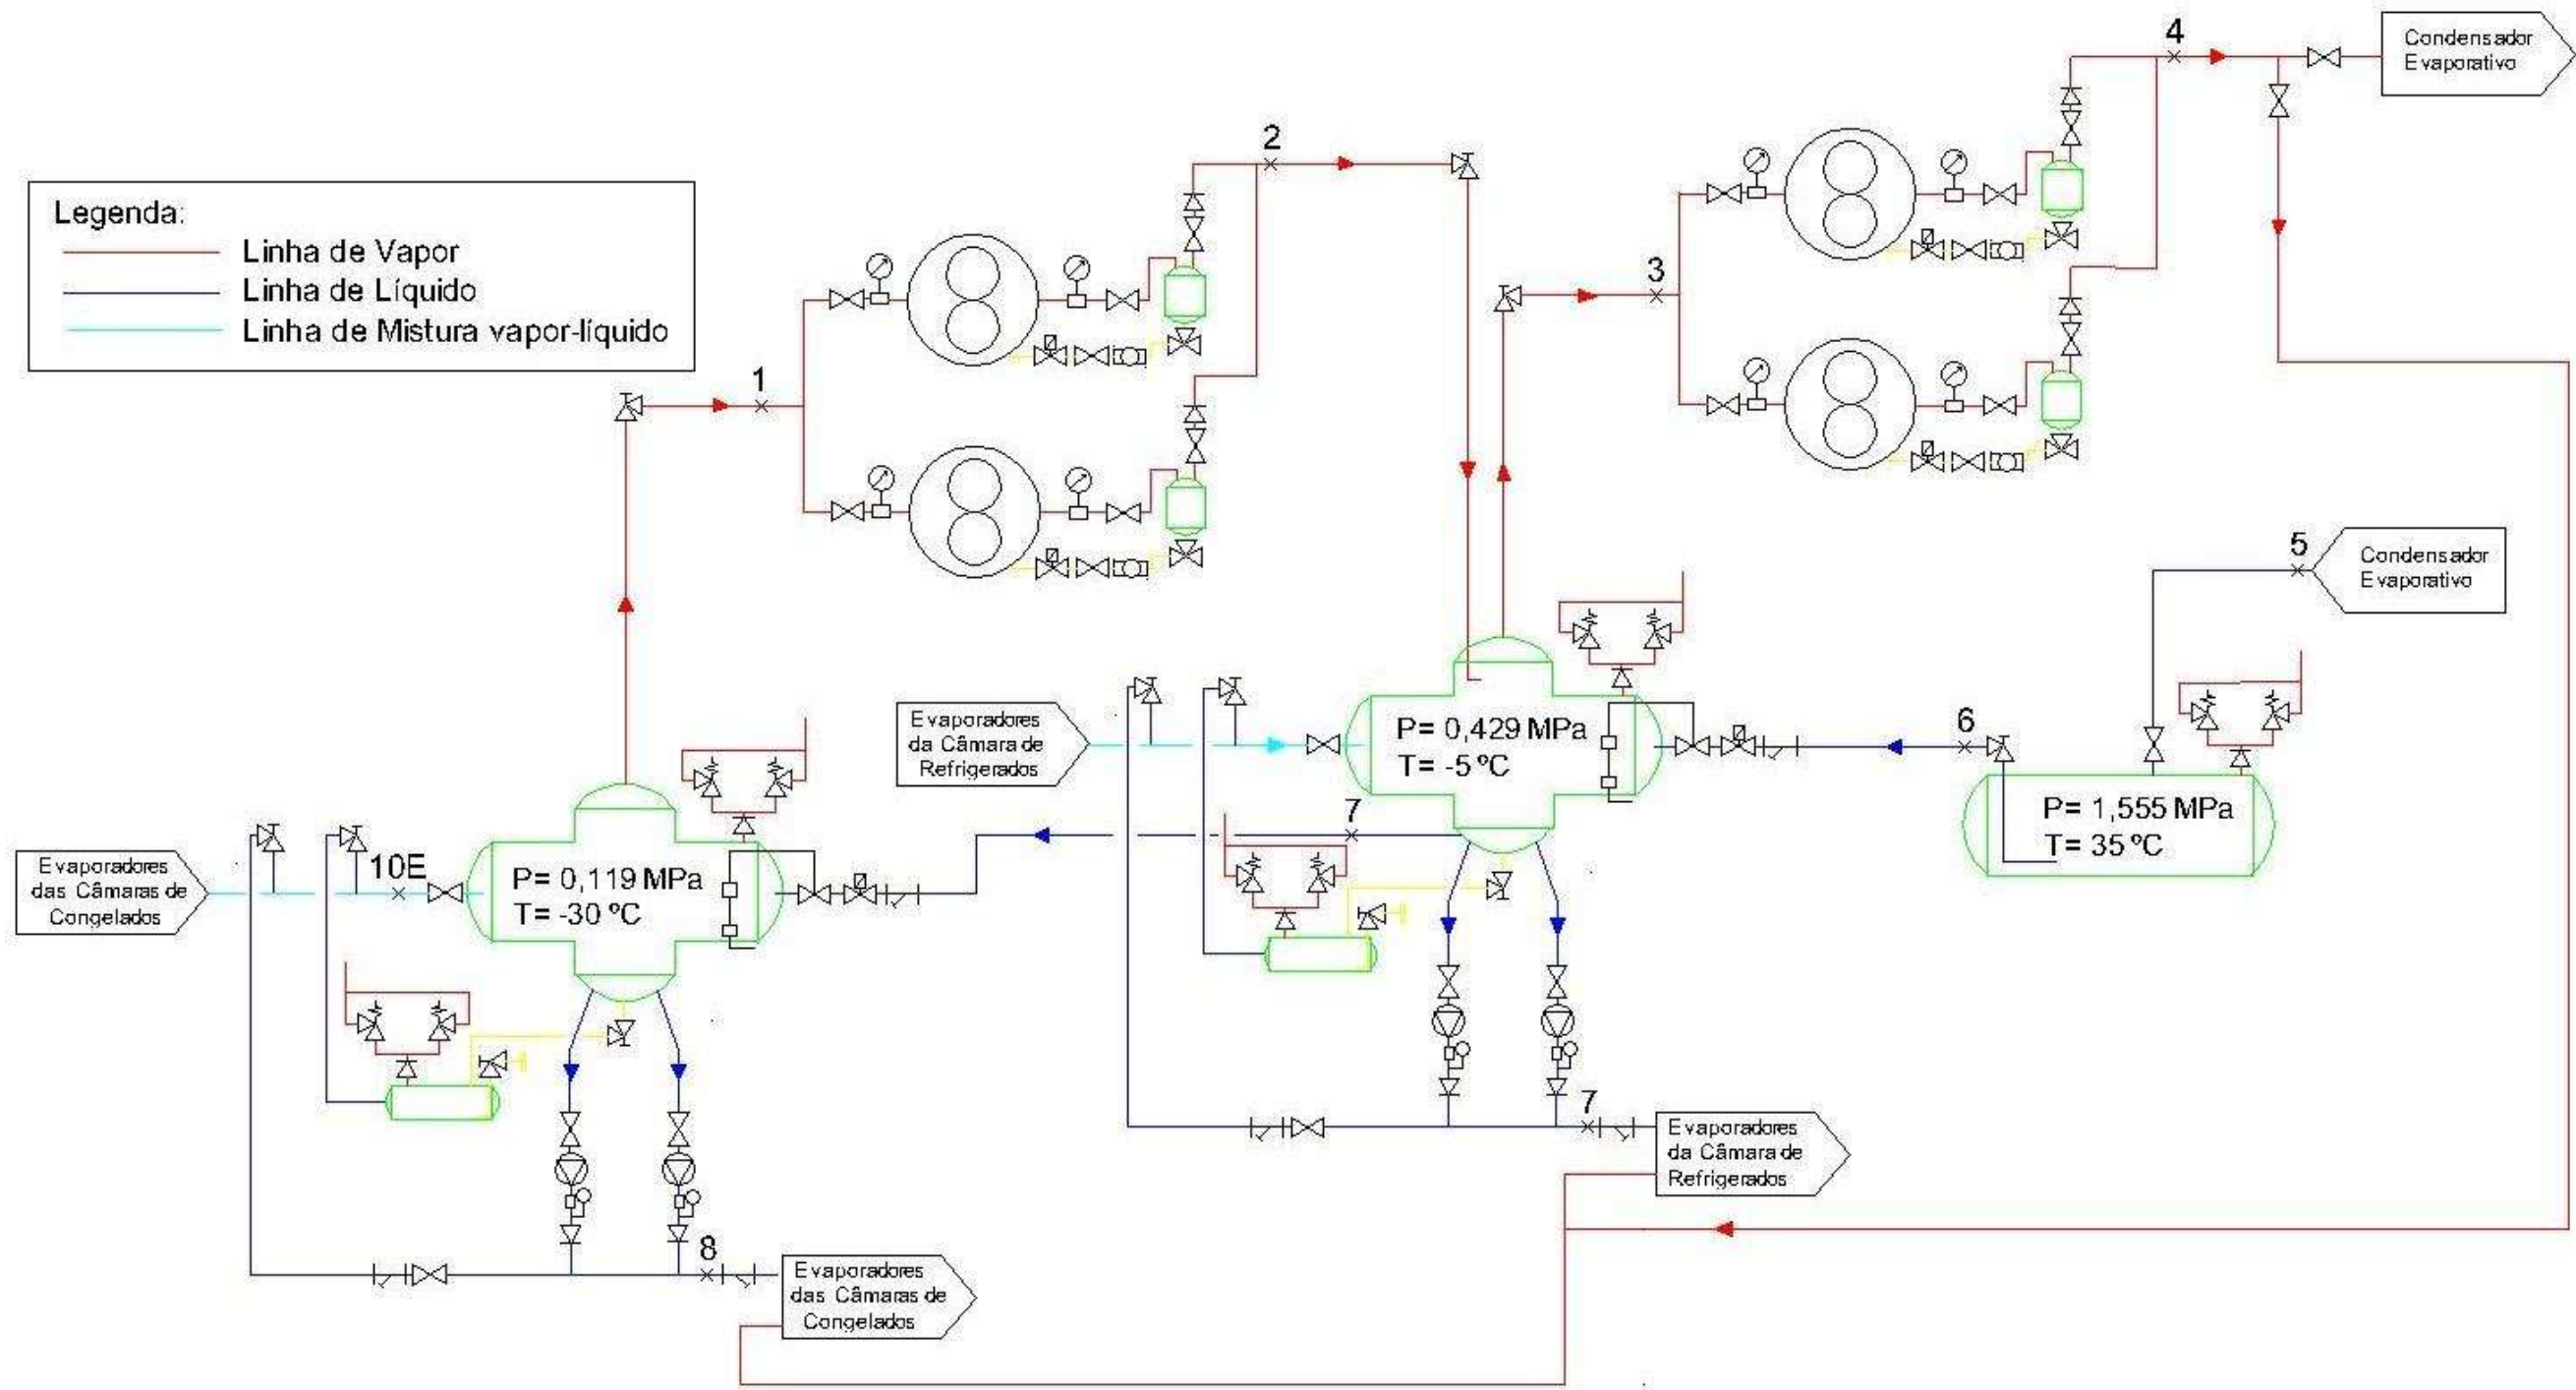 4
Condensador
Evaporativo
2
Legenda:
Linha de Vapor
Linha de Líquido
Linha de Mistura vapor-líquido
3
1
5
Condensador
Evaporativo
Evaporadores
da Câmara de
Refrigerados
P= 0,429 MPa
T= -5 ºC
6
P= 1,555 MPa
T= 35 ºC
7
Evaporadores
das Câmaras de
Congelados
10E
P= 0,119 MPa
T= -30 ºC
7
Evaporadores
da Câmara de
Refrigerados
8
Evaporadores
das Câmaras de
Congelados